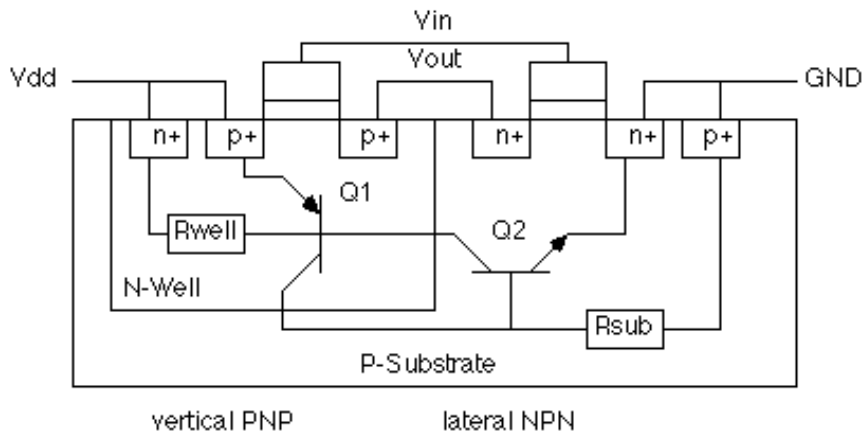 Vin
Vdd Vout GND
n+ p+ p+ n+ n+ p+
Q1
Rwell Q2
N-Well
Rsub
P-Substrate
vertical PNP lateral NPN